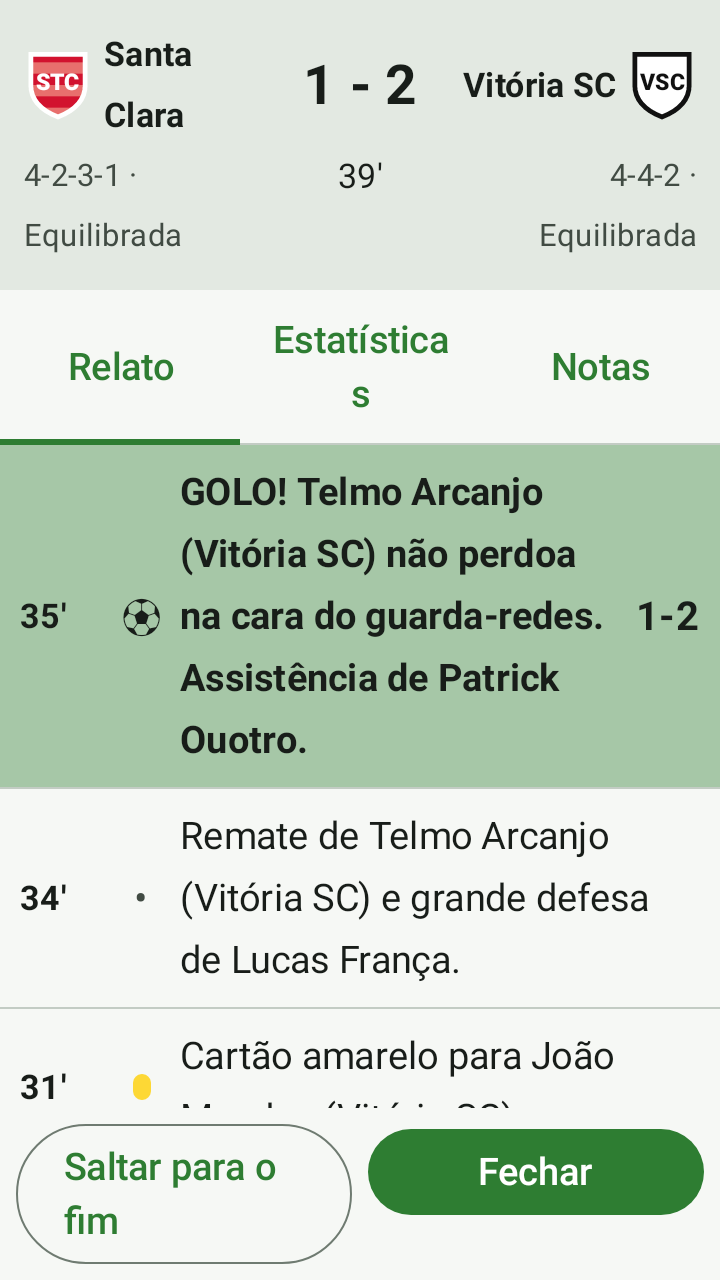 STC
Santa
Clara
1 - 2
Vitória SC
VSC
4-2-3-1 ·
Equilibrada
39'
4-4-2 ·
Equilibrada
Relato
Estatística
s
Notas
35'
GOLO! Telmo Arcanjo
(Vitória SC) não perdoa
na cara do guarda-redes.
Assistência de Patrick
Ouotro.
1-2
34'
Remate de Telmo Arcanjo
(Vitória SC) e grande defesa
de Lucas França.
31'
Cartão amarelo para João
(Vitória SC)
Saltar para o
fim
Fechar